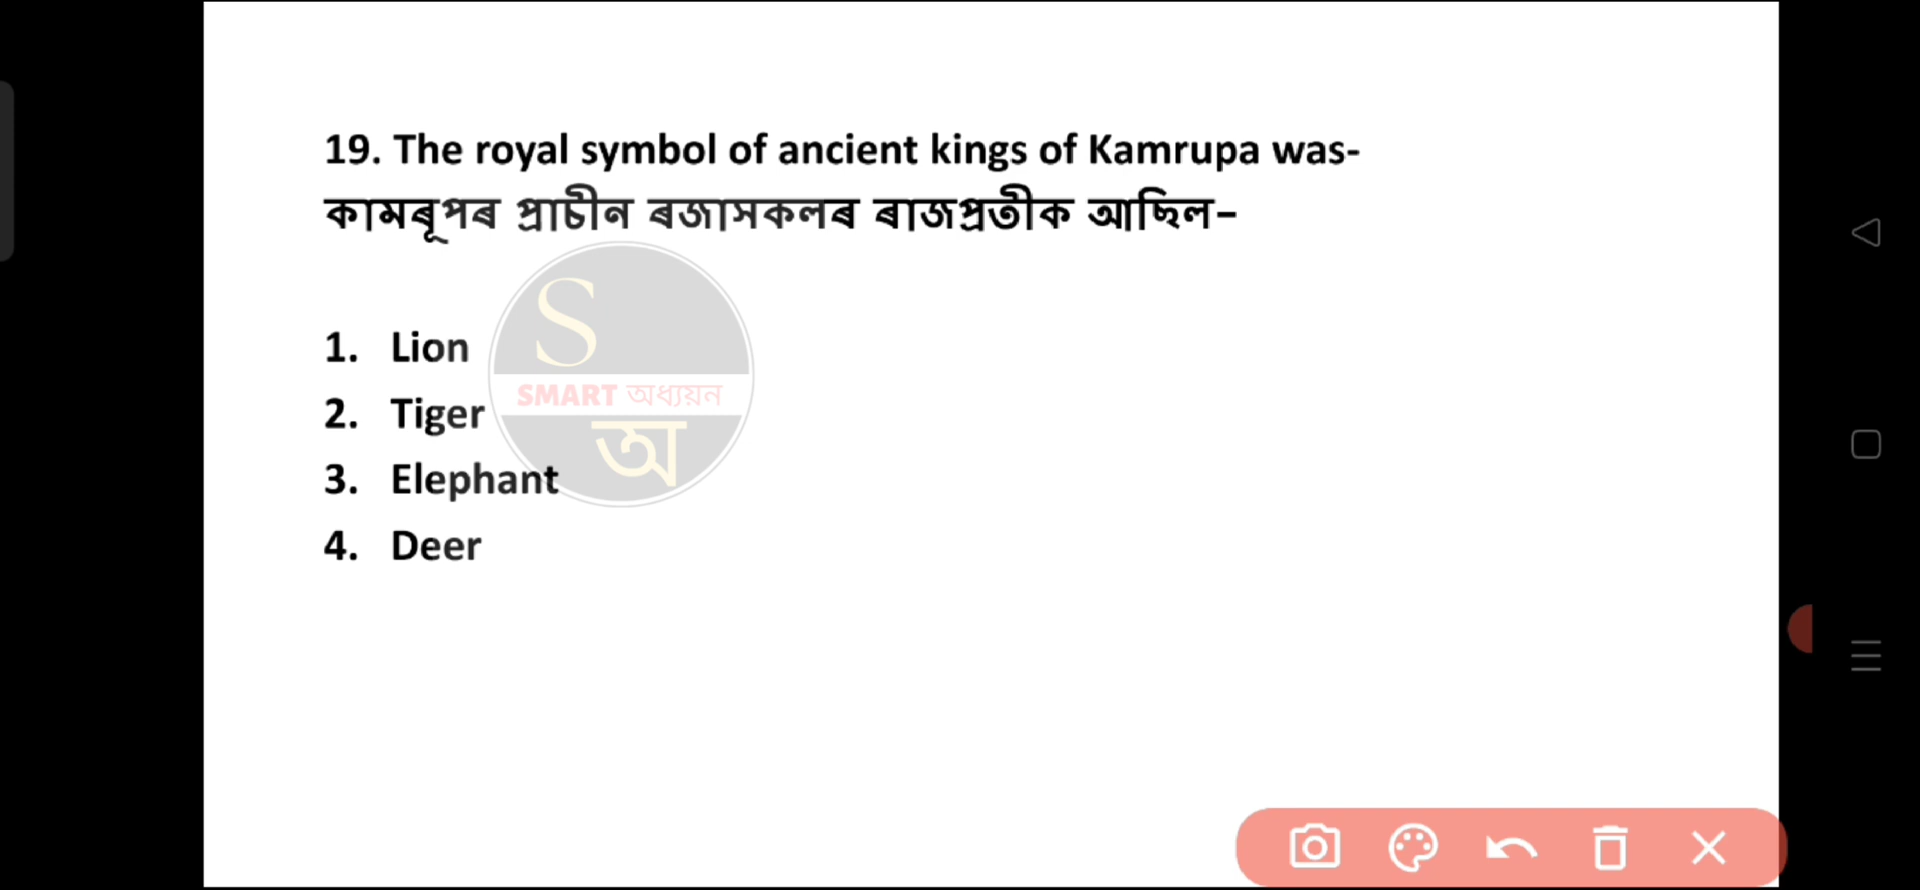 19. The royal symbol of ancient kings of Kamrupa was-
কামৰূপৰ প্ৰাচীন ৰজাসকলৰ ৰাজপ্ৰতীক আছিল–
1. Lion
2. Tiger
3. Elephant
4. Deer
S
SMART অধ্যয়ন
অ